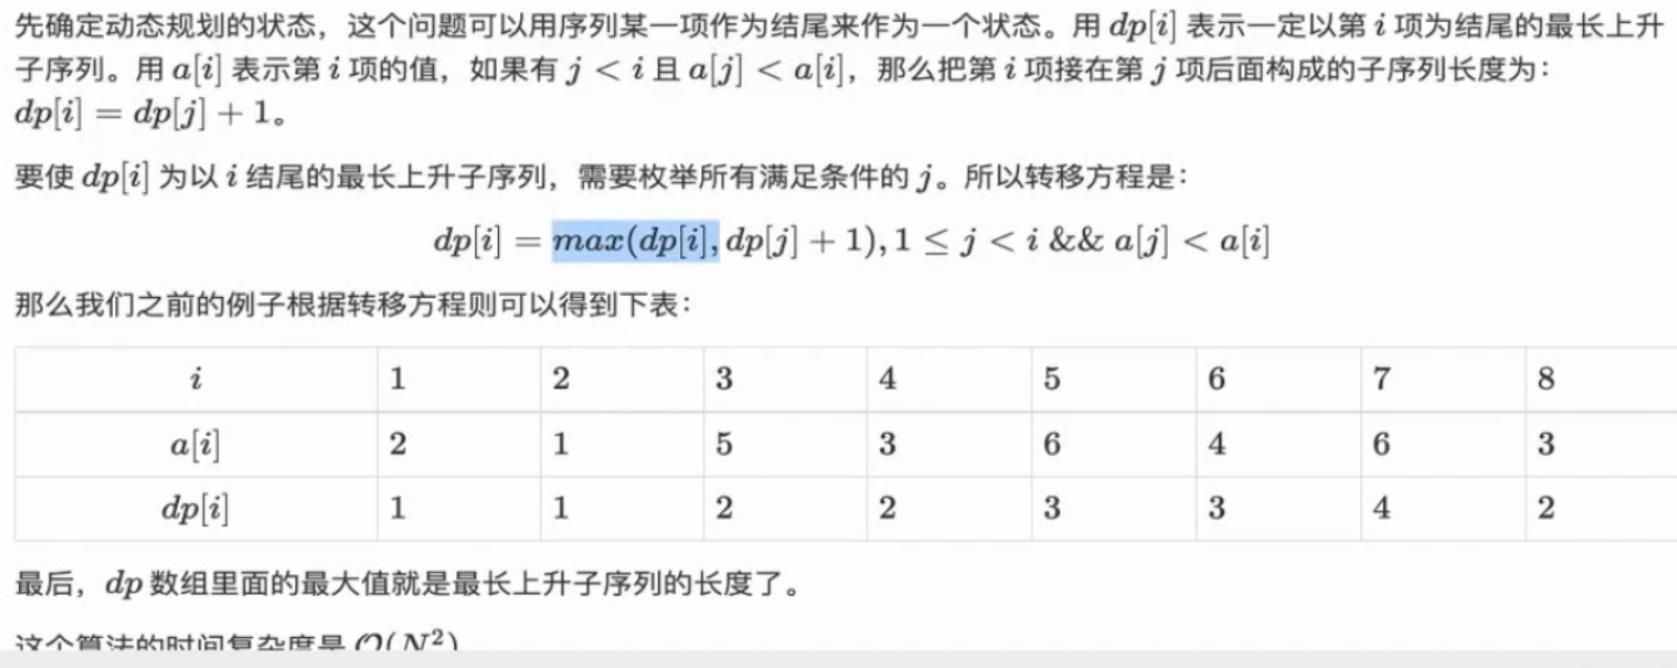 先确定动态规划的状态，这个问题可以用序列某一项作为结尾来作为一个状态。用 dp[i] 表示一定以第 i 项为结尾的最长上升
子序列。用 a[i] 表示第 i 项的值，如果有 j < i 且 a[j] < a[i]，那么把第 i 项接在第 j 项后面构成的子序列长度为：
dp[i] = dp[j] + 1。
要使 dp[i] 为以 i 结尾的最长上升子序列，需要枚举所有满足条件的 j。所以转移方程是：
dp[i] = max(dp[i], dp[j] + 1), 1 ≤ j < i && a[j] < a[i]
那么我们之前的例子根据转移方程则可以得到下表：
i 1 2 3 4 5 6 7 8
a[i] 2 1 5 3 6 4 6 3
dp[i] 1 1 2 2 3 3 4 2
最后，dp 数组里面的最大值就是最长上升子序列的长度了。
这个算法的时间复杂度是 O(N²)